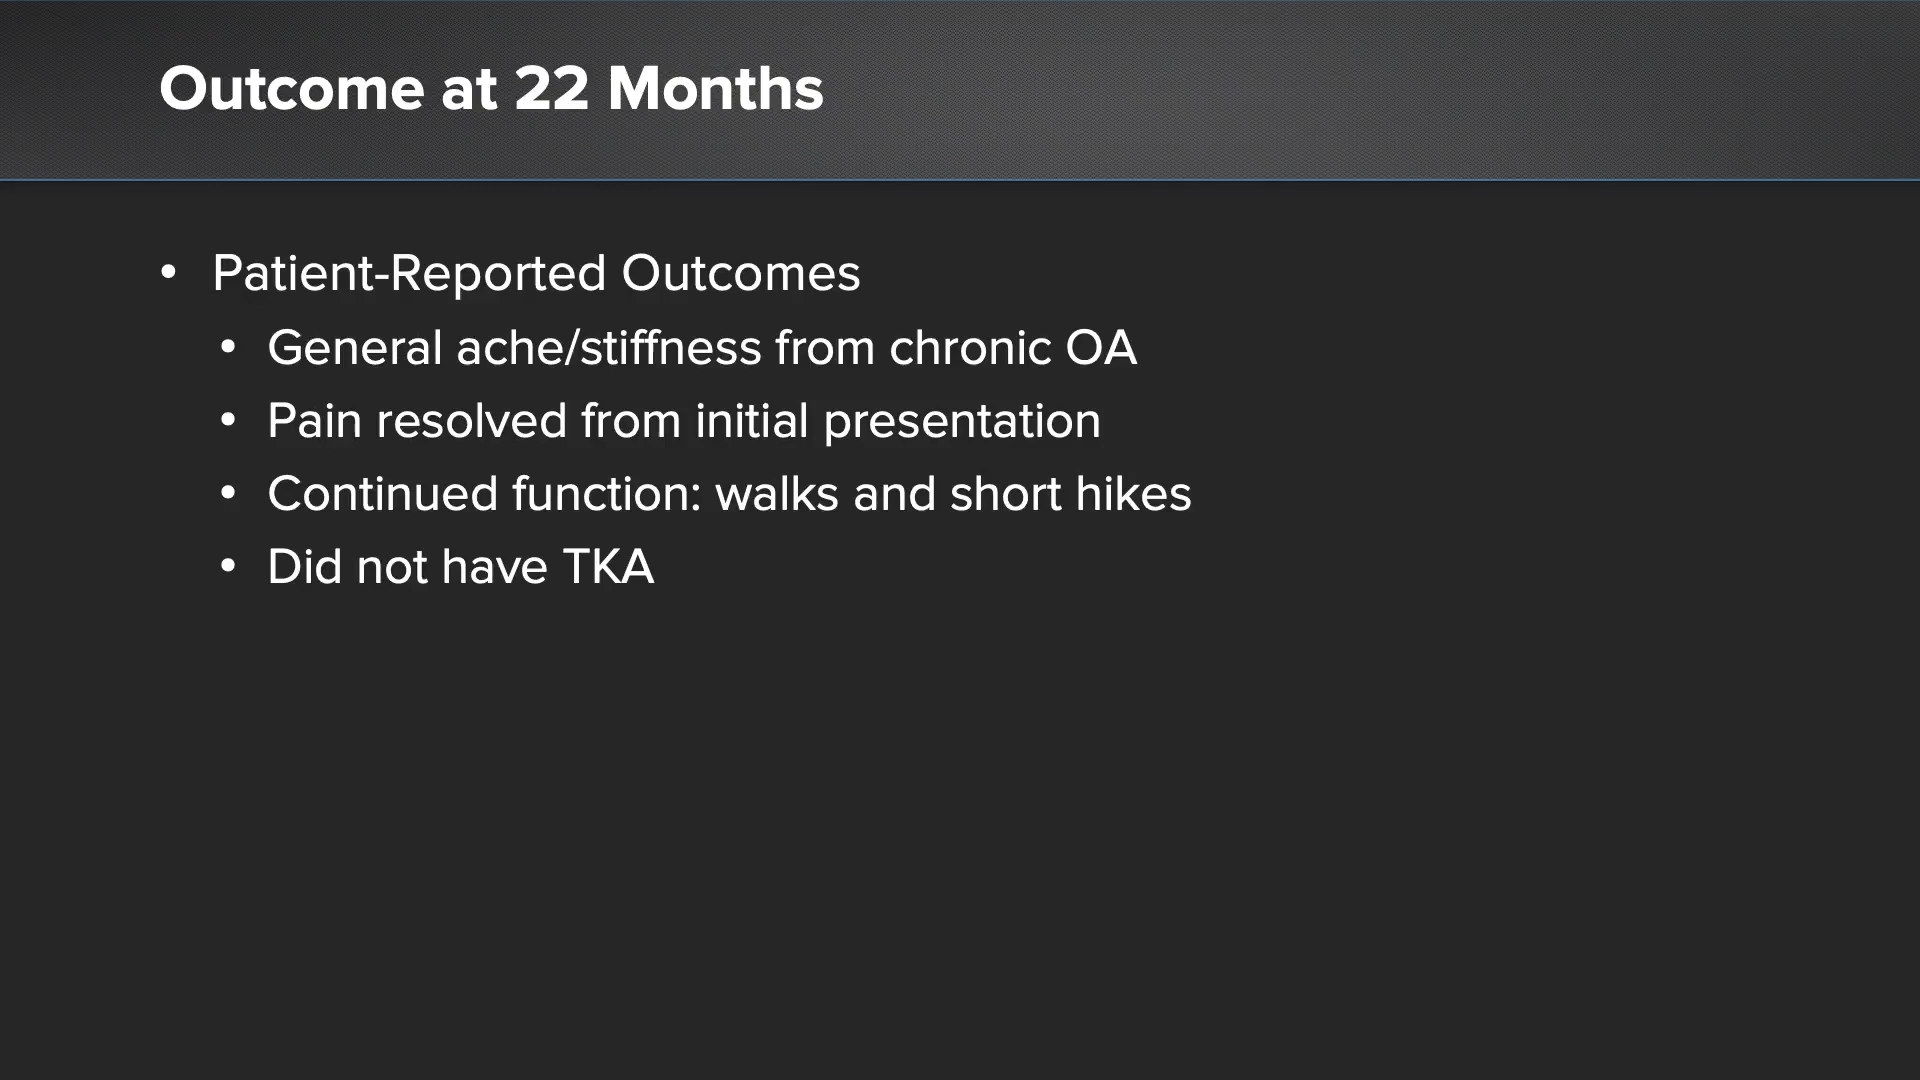 Outcome at 22 Months
• Patient-Reported Outcomes
• General ache/stiffness from chronic OA
• Pain resolved from initial presentation
• Continued function: walks and short hikes
• Did not have TKA